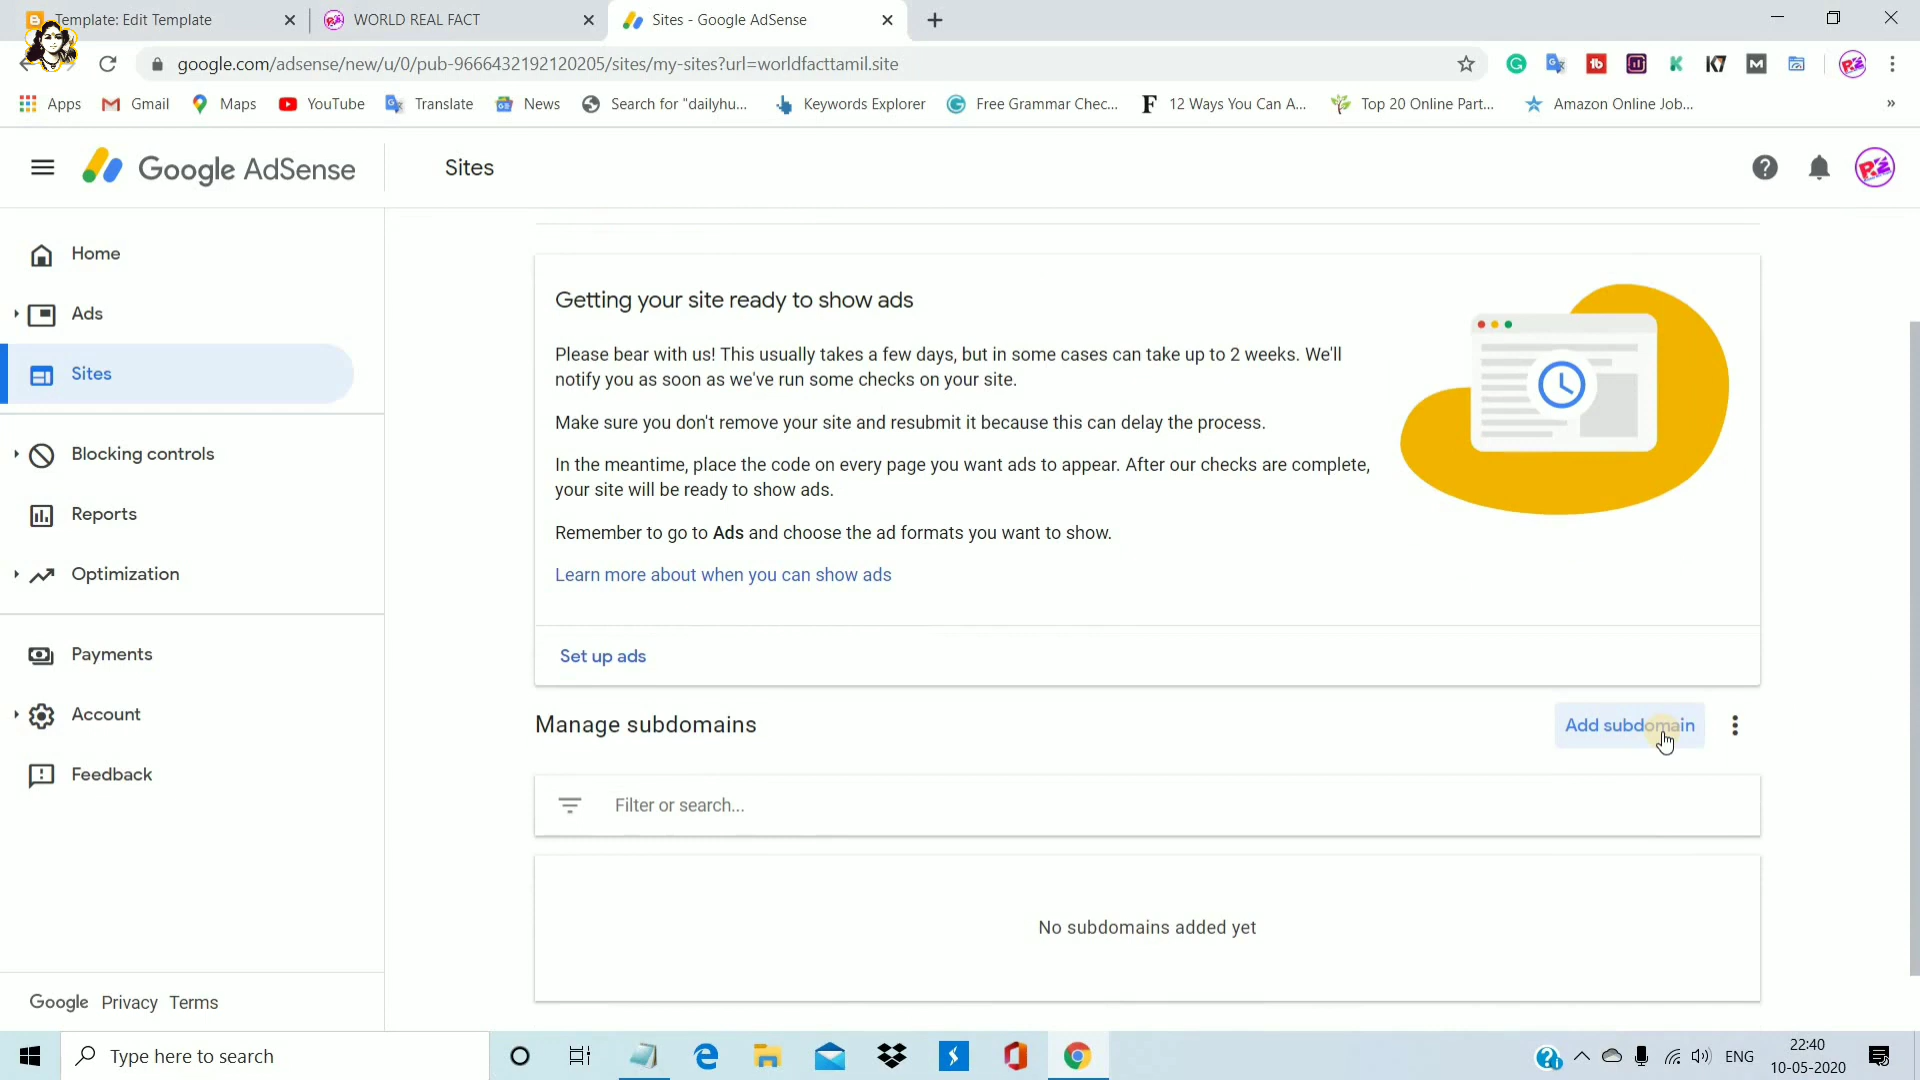 Template: Edit Template
WORLD REAL FACT
Sites - Google AdSense
google.com/adsense/new/u/0/pub-9666432192120205/sites/my-sites?url=worldfacttamil.site
Apps
Gmail
Maps
YouTube
Translate
News
Search for "dailyhu...
Keywords Explorer
Free Grammar Chec...
12 Ways You Can A...
Top 20 Online Part...
Amazon Online Job...
»
Google AdSense
Sites
Home
Ads
Sites
Blocking controls
Reports
Optimization
Payments
Account
Feedback
Google Privacy Terms
Getting your site ready to show ads
Please bear with us! This usually takes a few days, but in some cases can take up to 2 weeks. We'll
notify you as soon as we've run some checks on your site.
Make sure you don't remove your site and resubmit it because this can delay the process.
In the meantime, place the code on every page you want ads to appear. After our checks are complete,
your site will be ready to show ads.
Remember to go to Ads and choose the ad formats you want to show.
Learn more about when you can show ads
Set up ads
Manage subdomains
Add subdomain
Filter or search...
No subdomains added yet
Type here to search
ENG
22:40
10-05-2020